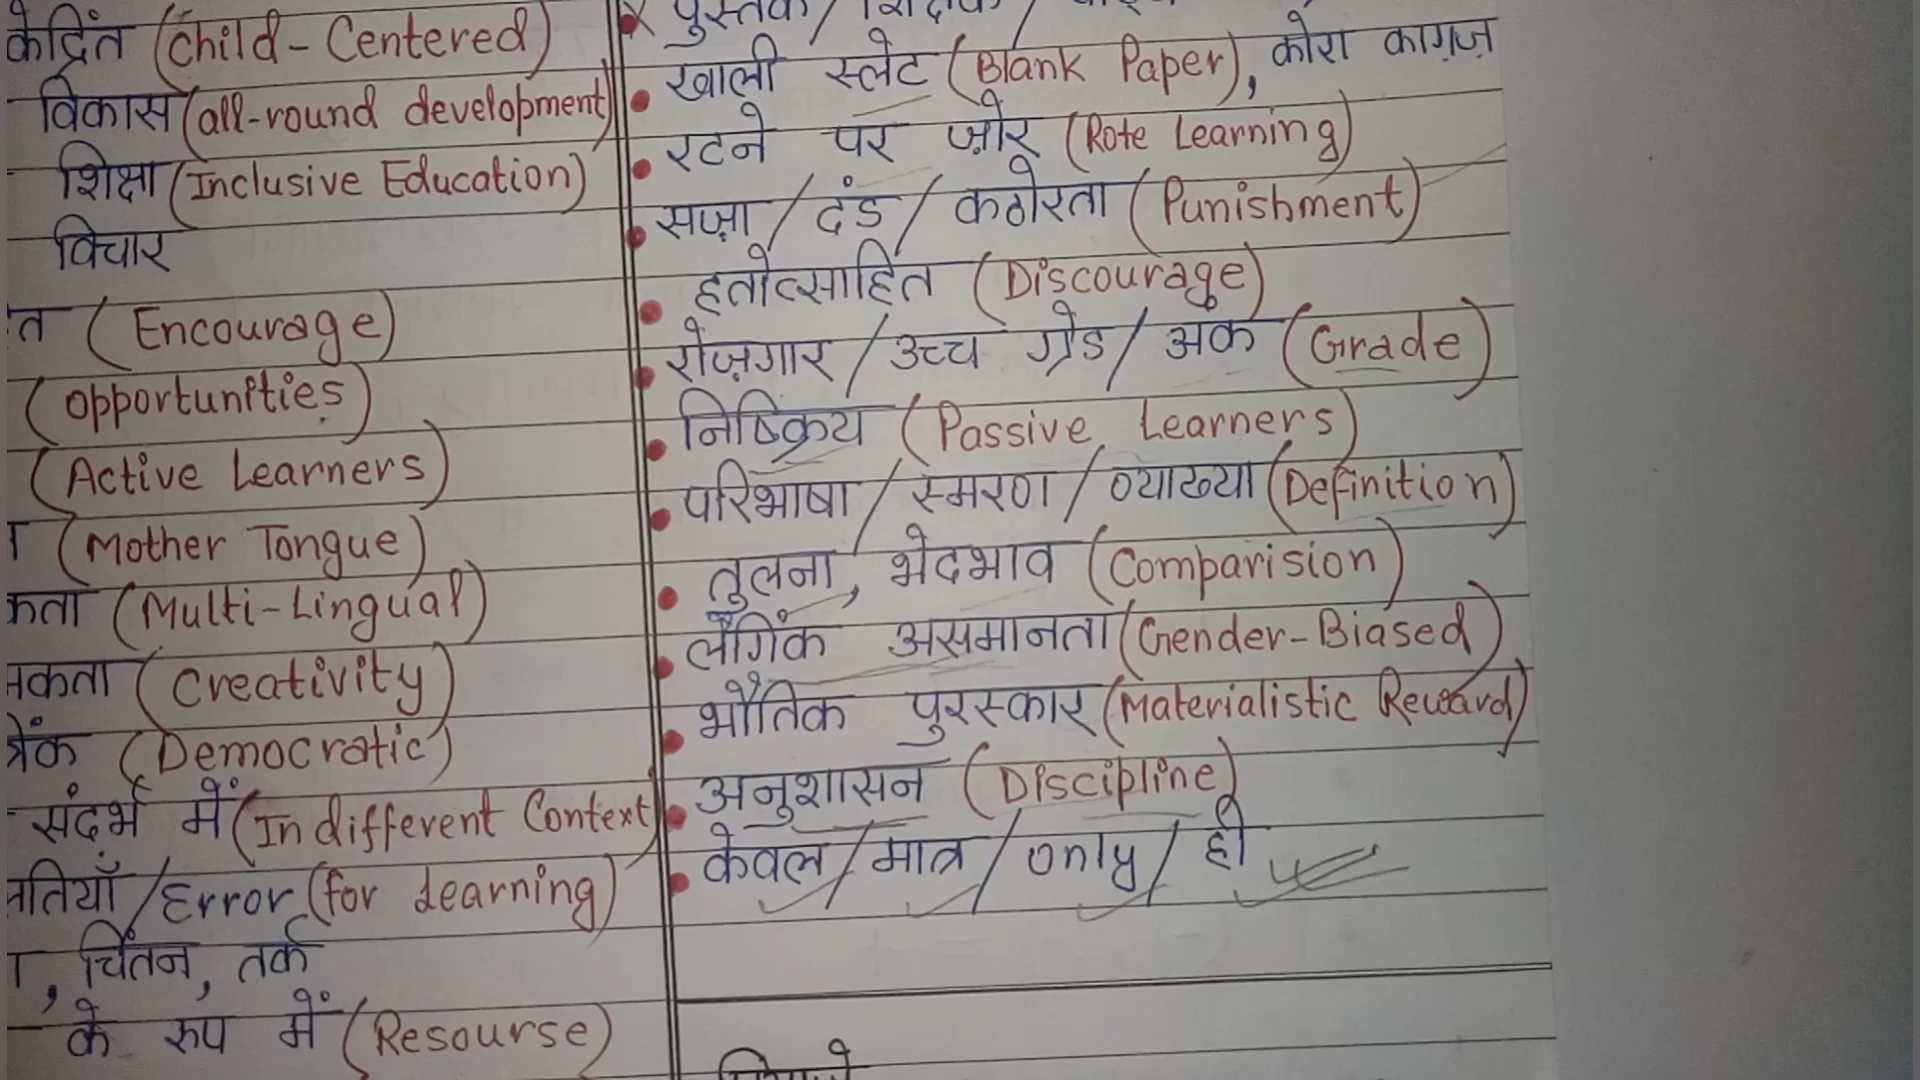 केंद्रित (Child-Centered)
विकास (all-round development)
शिक्षा (Inclusive Education)
विचार
(Encourage)
(opportunities)
(Active Learners)
(Mother Tongue)
(Multi-Lingual)
(Creativity)
(Democratic)
संदर्भ में (In different Context)
/Error (for learning)
, चिंतन, तर्क
के रूप में (Resourse)
पुस्तक /
• खाली स्लेट (Blank Paper), कोरा काग़ज़
• रटने पर ज़ोर (Rote Learning)
• सज़ा / दंड / कठोरता (Punishment)
• हतोत्साहित (Discourage)
• रोज़गार / उच्च ग्रेड / अंक (Grade)
• निष्क्रिय (Passive Learners)
• परिभाषा / स्मरण / व्याख्या (Definition)
• तुलना, भेदभाव (Comparision)
• लैंगिक असमानता (Gender-Biased)
• भौतिक पुरस्कार (Materialistic Reward)
• अनुशासन (Discipline)
• केवल / मात्र / only / ही